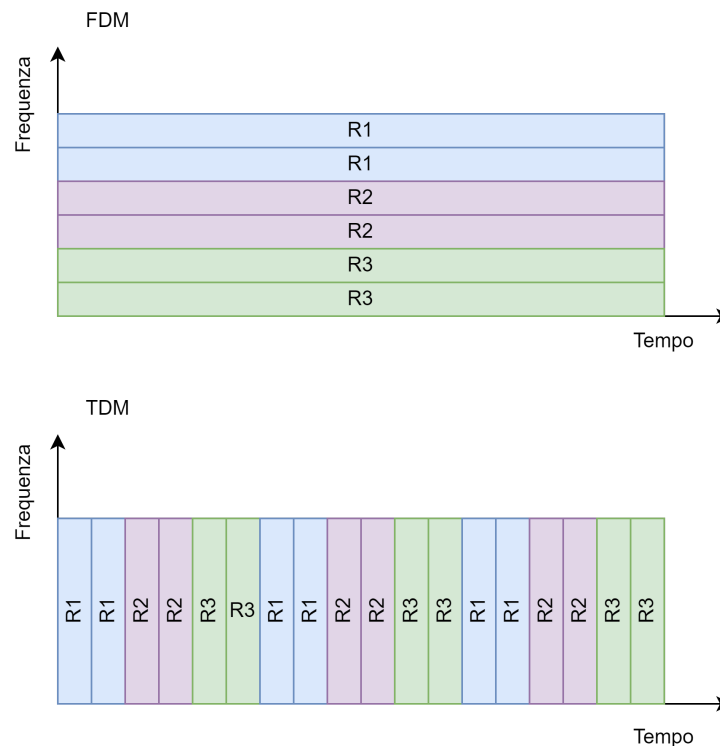 FDM
Frequenza
R1
R1
R2
R2
R3
R3
Tempo
TDM
Frequenza
R1 R1 R2 R2 R3 R3 R1 R1 R2 R2 R3 R3 R1 R1 R2 R2 R3 R3
Tempo